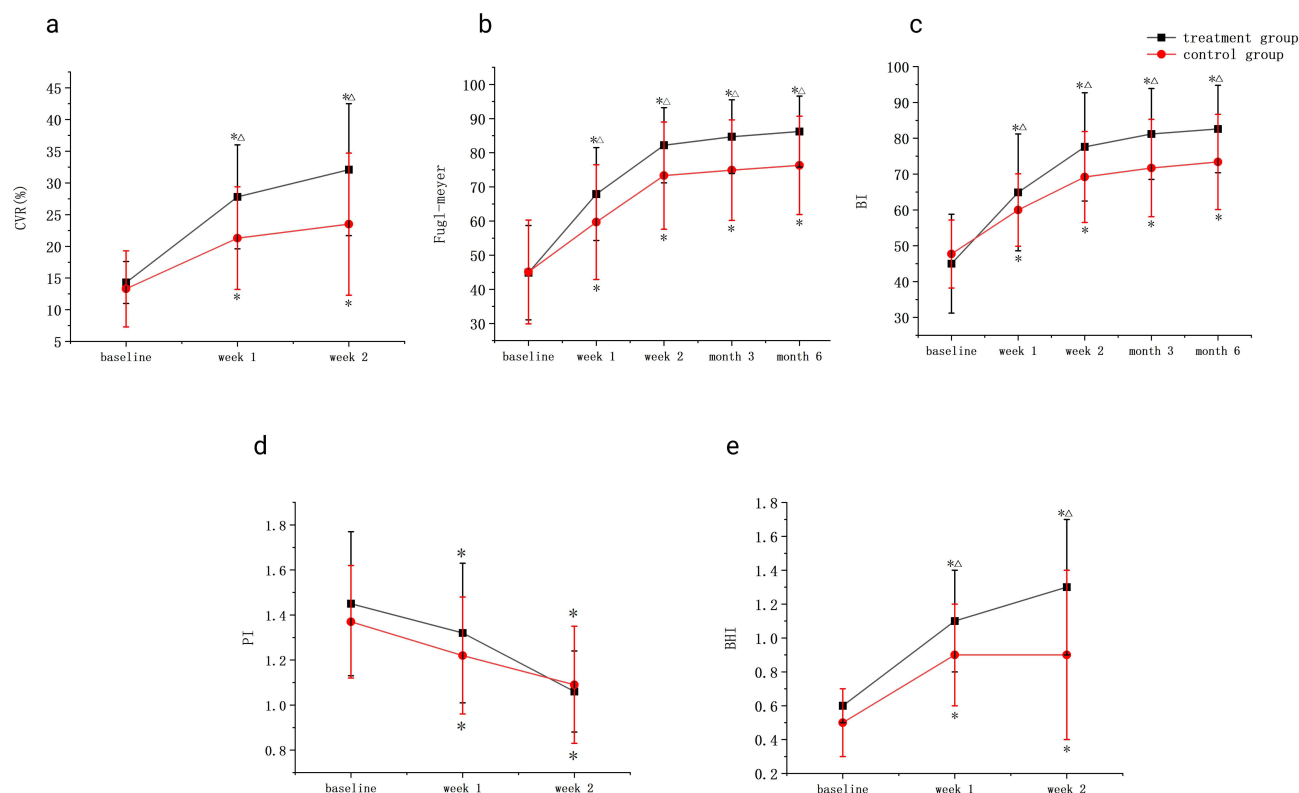 a
CVR(%)
45
40
35
30
25
20
15
10
5
*△
*△
*
*
baseline week 1 week 2
b
Fugl-meyer
100
90
80
70
60
50
40
30
*△ *△ *△ *△
* * * *
baseline week 1 week 2 month 3 month 6
c
treatment group
control group
BI
100
90
80
70
60
50
40
30
*△ *△ *△ *△
* * * *
baseline week 1 week 2 month 3 month 6
d
PI
1.8
1.6
1.4
1.2
1.0
0.8
* *
* *
baseline week 1 week 2
e
BHI
1.8
1.6
1.4
1.2
1.0
0.8
0.6
0.4
0.2
*△
*△
*
*
baseline week 1 week 2